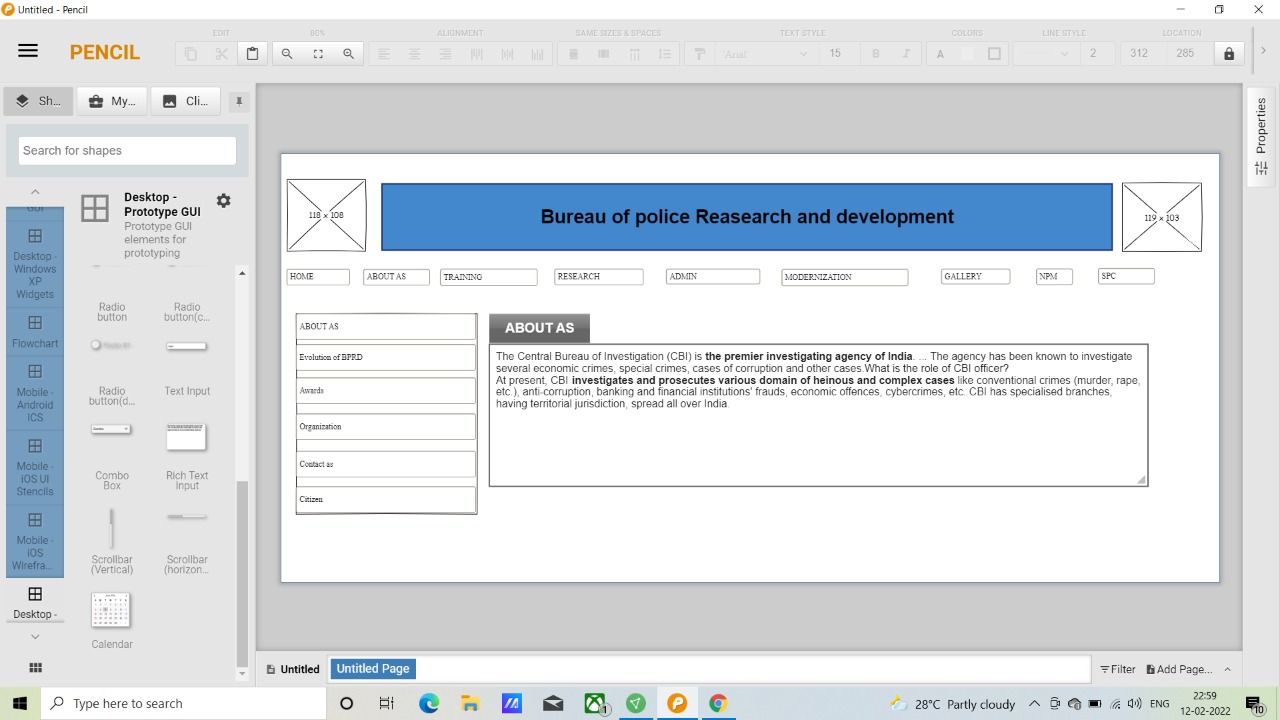 Untitled - Pencil
PENCIL
EDIT
80%
ALIGNMENT
SAME SIZES & SPACES
TEXT STYLE
COLORS
LINE STYLE
LOCATION
Arial
15
B
I
A
2
312
285
Sh...
My...
Cli...
Search for shapes
GUI
Desktop -
Windows
XP
Widgets
Flowchart
Mobile -
Android
ICS
Mobile -
iOS UI
Stencils
Mobile -
iOS
Wirefra...
Desktop -
Desktop -
Prototype GUI
Prototype GUI
elements for
prototyping
Radio
button
Radio
button(c...
Radio
button(d...
Text Input
Combo
Box
Rich Text
Input
Scrollbar
(Vertical)
Scrollbar
(horizon...
Calendar
118 x 108
Bureau of police Reasearch and development
119 x 103
HOME
ABOUT AS
TRAINING
RESEARCH
ADMIN
MODERNIZATION
GALLERY
NPM
SPC
ABOUT AS
Evolution of BPRD
Awards
Organization
Contact as
Citizen
ABOUT AS
The Central Bureau of Investigation (CBI) is the premier investigating agency of India. ... The agency has been known to investigate
several economic crimes, special crimes, cases of corruption and other cases.What is the role of CBI officer?
At present, CBI investigates and prosecutes various domain of heinous and complex cases like conventional crimes (murder, rape,
etc.), anti-corruption, banking and financial institutions' frauds, economic offences, cybercrimes, etc. CBI has specialised branches,
having territorial jurisdiction, spread all over India.
Properties
Untitled
Untitled Page
Filter
Add Page...
Type here to search
1
28°C Partly cloudy
ENG
22:59
12-02-2022
10